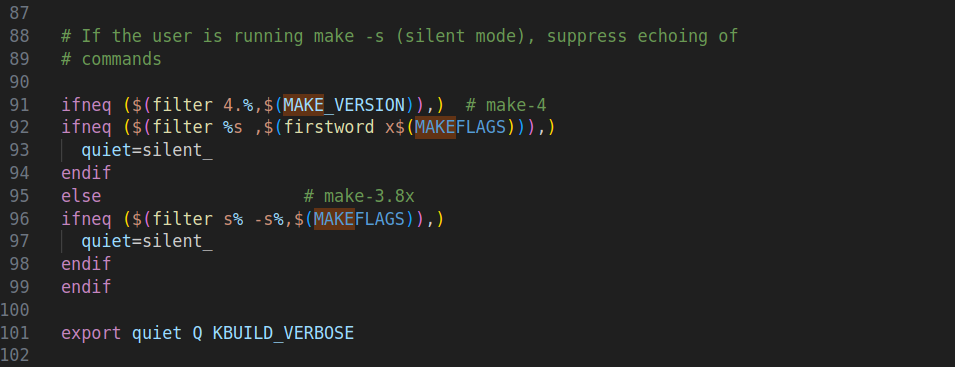 87
88 # If the user is running make -s (silent mode), suppress echoing of
89 # commands
90
91 ifneq ($(filter 4.%,$(MAKE_VERSION)),) # make-4
92 ifneq ($(filter %s ,$(firstword x$(MAKEFLAGS))),)
93 quiet=silent_
94 endif
95 else # make-3.8x
96 ifneq ($(filter s% -s%,$(MAKEFLAGS)),)
97 quiet=silent_
98 endif
99 endif
100
101 export quiet Q KBUILD_VERBOSE
102